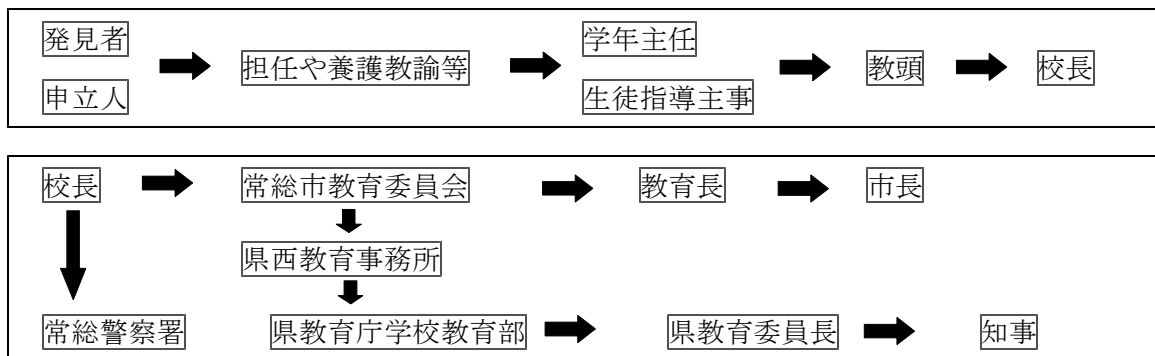 発見者 学年主任
担任や養護教諭等 教頭 校長
申立人 生徒指導主事
校長 常総市教育委員会 教育長 市長
県西教育事務所
常総警察署 県教育庁学校教育部 県教育委員長 知事